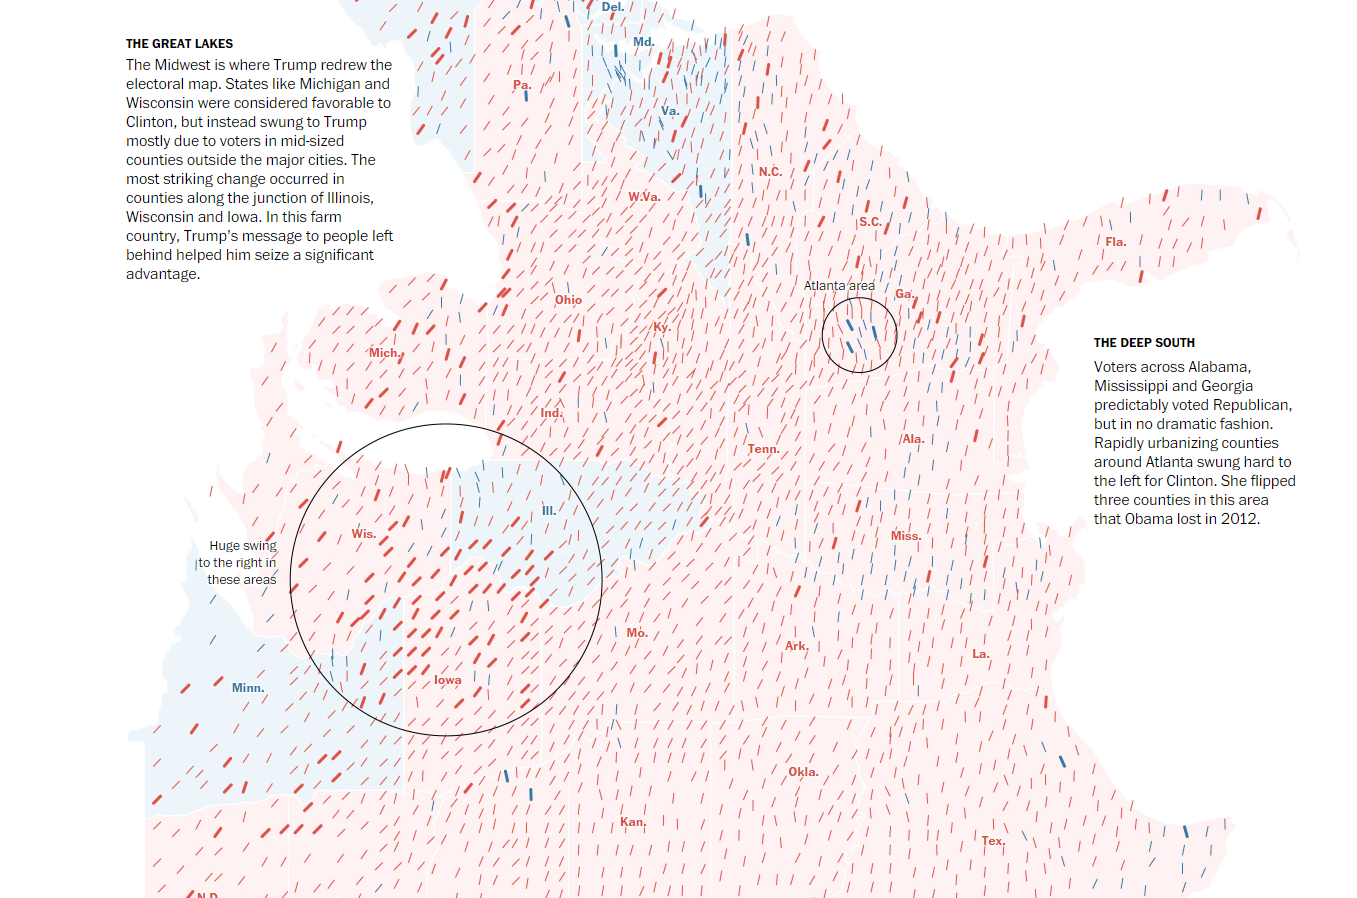 THE GREAT LAKES
The Midwest is where Trump redrew the
electoral map. States like Michigan and
Wisconsin were considered favorable to
Clinton, but instead swung to Trump
mostly due to voters in mid-sized
counties outside the major cities. The
most striking change occurred in
counties along the junction of Illinois,
Wisconsin and Iowa. In this farm
country, Trump's message to people left
behind helped him seize a significant
advantage.
Del.
Md.
Pa.
Va.
N.C.
W.Va.
S.C.
Fla.
Atlanta area
Ga.
Ohio
Ky.
Mich.
THE DEEP SOUTH
Voters across Alabama,
Mississippi and Georgia
predictably voted Republican,
but in no dramatic fashion.
Rapidly urbanizing counties
around Atlanta swung hard to
the left for Clinton. She flipped
three counties in this area
that Obama lost in 2012.
Ind.
Ala.
Tenn.
Ill.
Wis.
Miss.
Huge swing
to the right in
these areas
Mo.
Ark.
La.
Iowa
Minn.
Okla.
Kan.
Tex.
N.D.